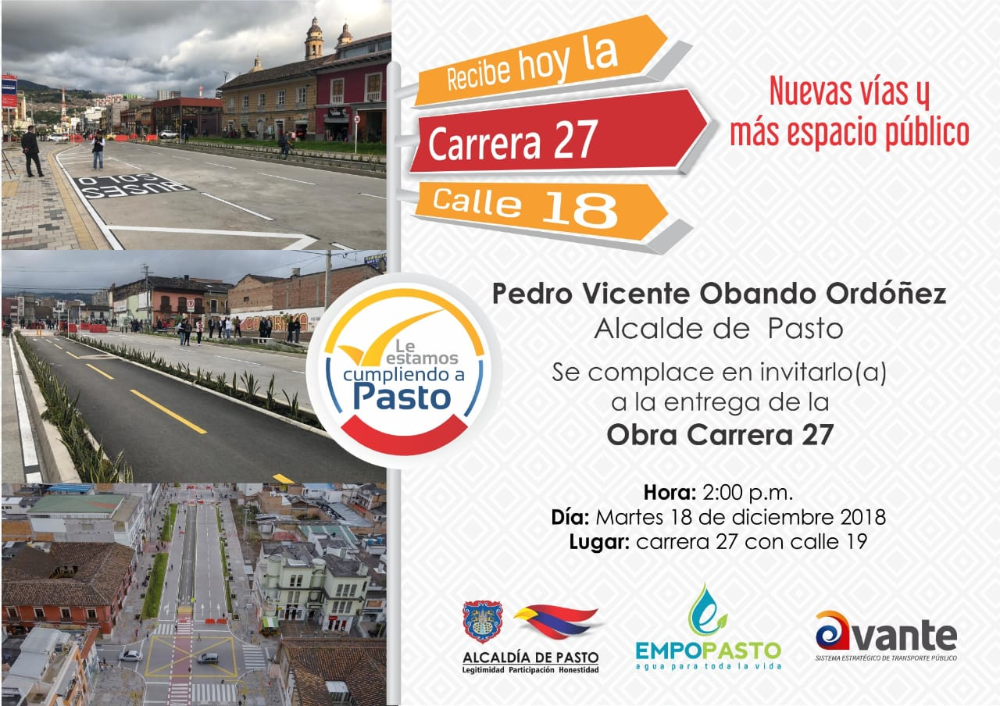 Recibe hoy la
Carrera 27
Calle 18
Nuevas vías y
más espacio público
SOLO
BUSES
Le
estamos
cumpliendo a
Pasto
Pedro Vicente Obando Ordóñez
Alcalde de Pasto
Se complace en invitarlo(a)
a la entrega de la
Obra Carrera 27
Hora: 2:00 p.m.
Día: Martes 18 de diciembre 2018
Lugar: carrera 27 con calle 19
ALCALDÍA DE PASTO
Legitimidad Participación Honestidad
EMPOPASTO
agua para toda la vida
avante
SISTEMA ESTRATÉGICO DE TRANSPORTE PÚBLICO